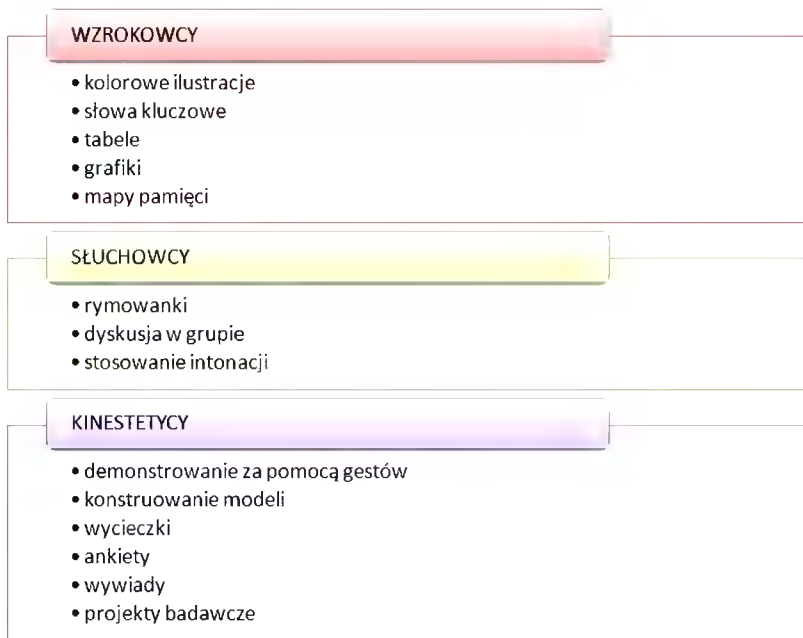 WZROKOWCY
• kolorowe ilustracje
• słowa kluczowe
• tabele
• grafiki
• mapy pamięci
SŁUCHOWCY
• rymowanki
• dyskusja w grupie
• stosowanie intonacji
KINESTETYCY
• demonstrowanie za pomocą gestów
• konstruowanie modeli
• wycieczki
• ankiety
• wywiady
• projekty badawcze